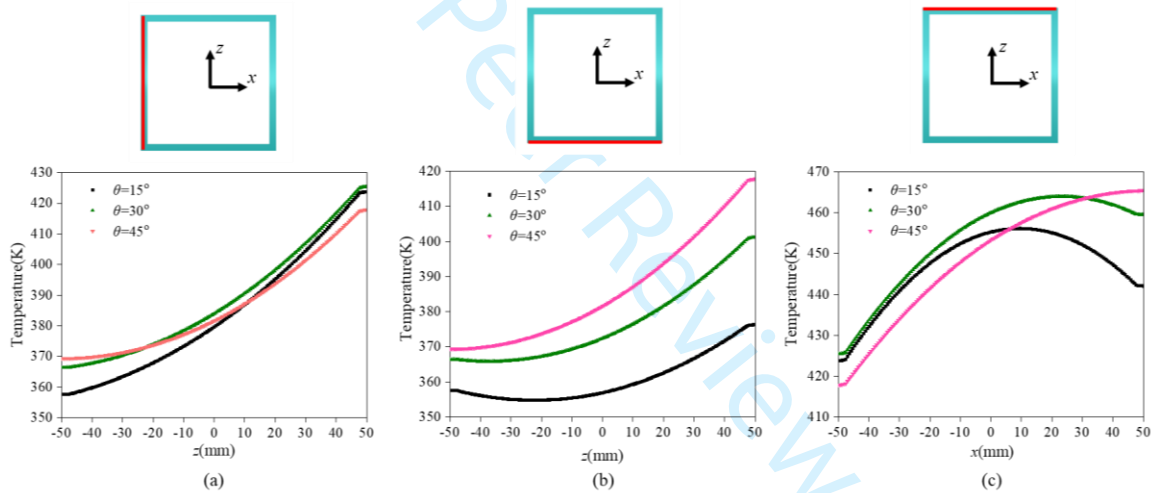 z
x
z
x
z
x
Peer Review
430
420
410
400
390
380
370
360
350
Temperature(K)
θ=15°
θ=30°
θ=45°
-50 -40 -30 -20 -10 0 10 20 30 40 50
z(mm)
(a)
420
410
400
390
380
370
360
350
Temperature(K)
θ=15°
θ=30°
θ=45°
-50 -40 -30 -20 -10 0 10 20 30 40 50
z(mm)
(b)
470
460
450
440
430
420
410
Temperature(K)
θ=15°
θ=30°
θ=45°
-50 -40 -30 -20 -10 0 10 20 30 40 50
x(mm)
(c)